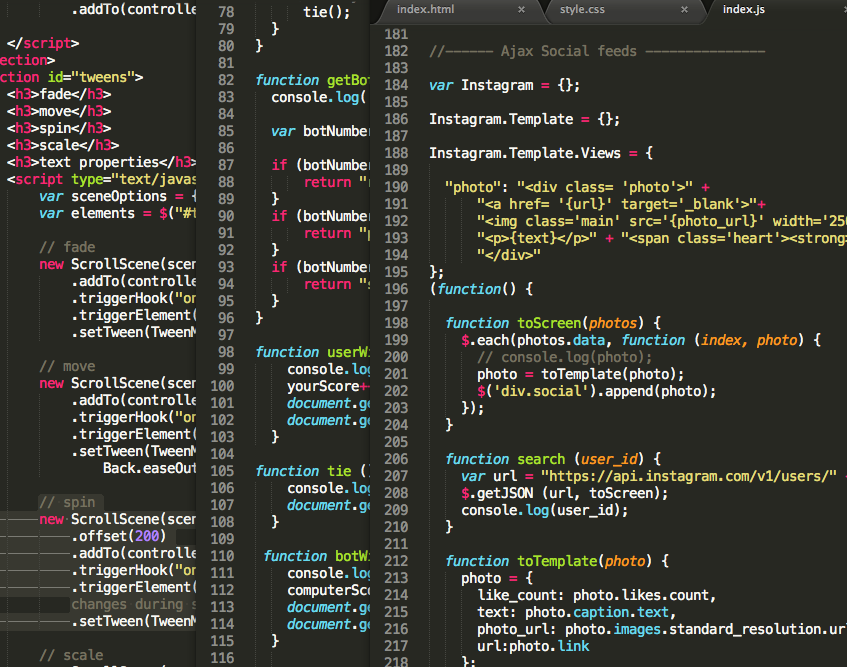 .addTo(controlle
</script>
ection>
ction id="tweens">
<h3>fade</h3>
<h3>move</h3>
<h3>spin</h3>
<h3>scale</h3>
<h3>text properties</h3>
<script type="text/javas
var sceneOptions = {
var elements = $("#t
// fade
new ScrollScene(scen
.addTo(controlle
.triggerHook("on
.triggerElement(
.setTween(TweenM
// move
new ScrollScene(scen
.addTo(controlle
.triggerHook("on
.triggerElement(
.setTween(TweenM
Back.easeOut
// spin
new ScrollScene(scen
.offset(200)
.addTo(controlle
.triggerHook("on
.triggerElement(
changes during s
.setTween(TweenM
// scale
78 tie();
79 }
80 }
81
82 function getBot
83 console.log(
84
85 var botNumber
86
87 if (botNumber
88 return "
89 }
90 if (botNumber
91 return "p
92 }
93 if (botNumber
94 return "s
95 }
96 }
97
98 function userWi
99 console.log
100 yourScore+
101 document.ge
102 document.ge
103 }
104
105 function tie ()
106 console.log
107 document.ge
108 }
109
110 function botWi
111 console.log
112 computerSco
113 document.ge
114 document.ge
115 }
116
index.html × style.css × index.js
181
182 //—————— Ajax Social feeds ———————————————
183
184 var Instagram = {};
185
186 Instagram.Template = {};
187
188 Instagram.Template.Views = {
189
190 "photo": "<div class= 'photo'>" +
191 "<a href= '{url}' target='_blank'>"+
192 "<img class='main' src='{photo_url}' width='250
193 "<p>{text}</p>" + "<span class='heart'><strong>
194 "</div>"
195 };
196 (function() {
197
198 function toScreen(photos) {
199 $.each(photos.data, function (index, photo) {
200 // console.log(photo);
201 photo = toTemplate(photo);
202 $('div.social').append(photo);
203 });
204 }
205
206 function search (user_id) {
207 var url = "https://api.instagram.com/v1/users/" +
208 $.getJSON (url, toScreen);
209 console.log(user_id);
210 }
211
212 function toTemplate(photo) {
213 photo = {
214 like_count: photo.likes.count,
215 text: photo.caption.text,
216 photo_url: photo.images.standard_resolution.url
217 url:photo.link
218 };